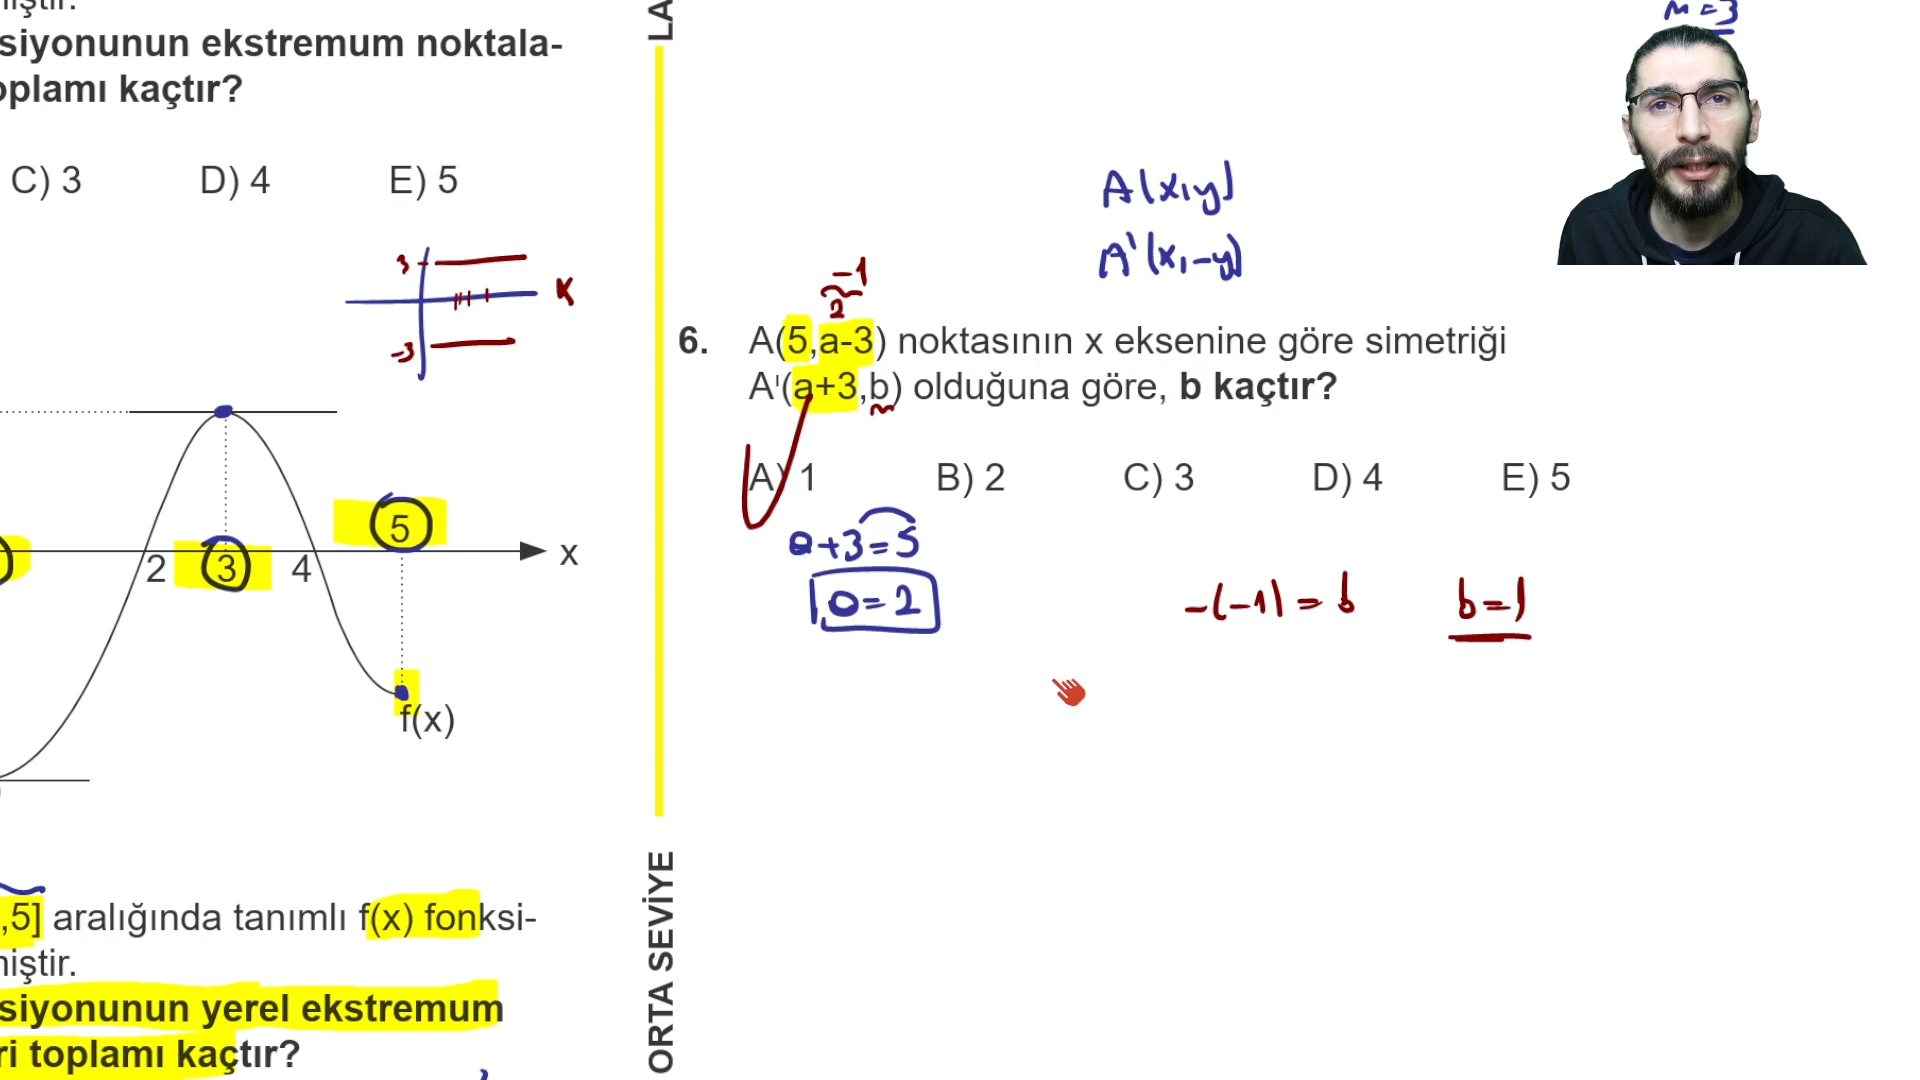 siyonunun ekstremum noktala-
oplamı kaçtır?
C) 3 D) 4 E) 5
3
-3
x
2 3 4 5
x
f(x)
,5] aralığında tanımlı f(x) fonksi-
niştir.
siyonunun yerel ekstremum
ri toplamı kaçtır?
LA
ORTA SEVİYE
m=3
A(x,y)
A'(x,-y)
-1
2
6. A(5,a-3) noktasının x eksenine göre simetriği
A'(a+3,b) olduğuna göre, b kaçtır?
A) 1 B) 2 C) 3 D) 4 E) 5
a+3=5
a=2
-(-1) = b b=1